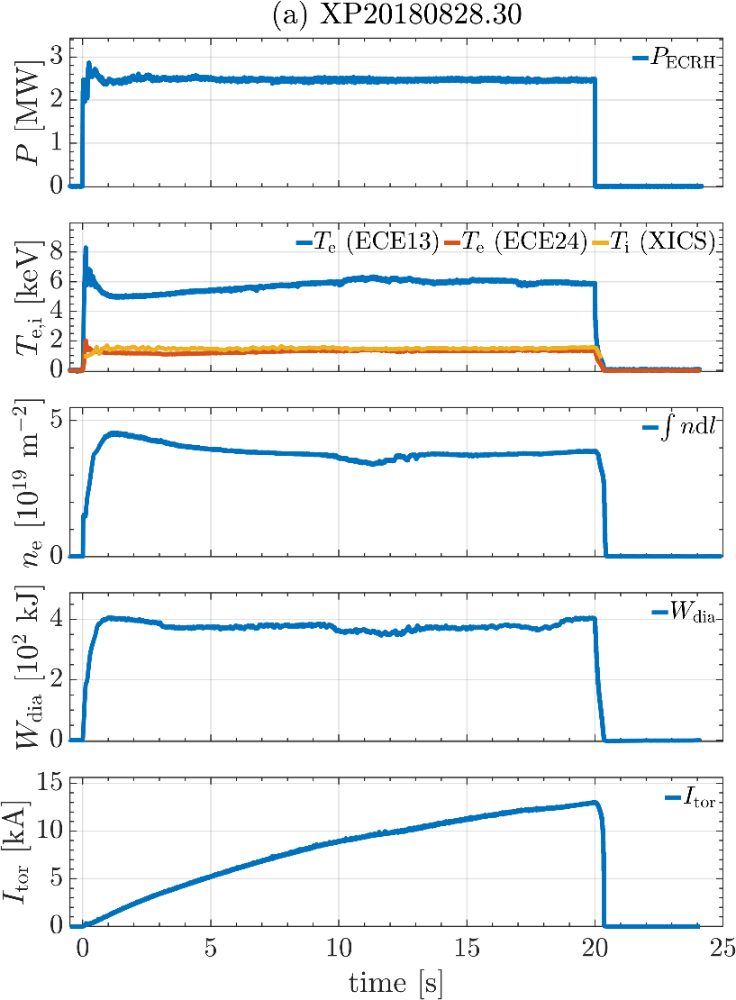 (a) XP20180828.30
P [MW]
3
2
1
0
P_ECRH
T_e,i [keV]
8
6
4
2
0
T_e (ECE13) T_e (ECE24) T_i (XICS)
n_e [10^19 m^−2]
5
0
∫ ndl
W_dia [10^2 kJ]
4
2
0
W_dia
I_tor [kA]
15
10
5
0
I_tor
0 5 10 15 20 25
time [s]